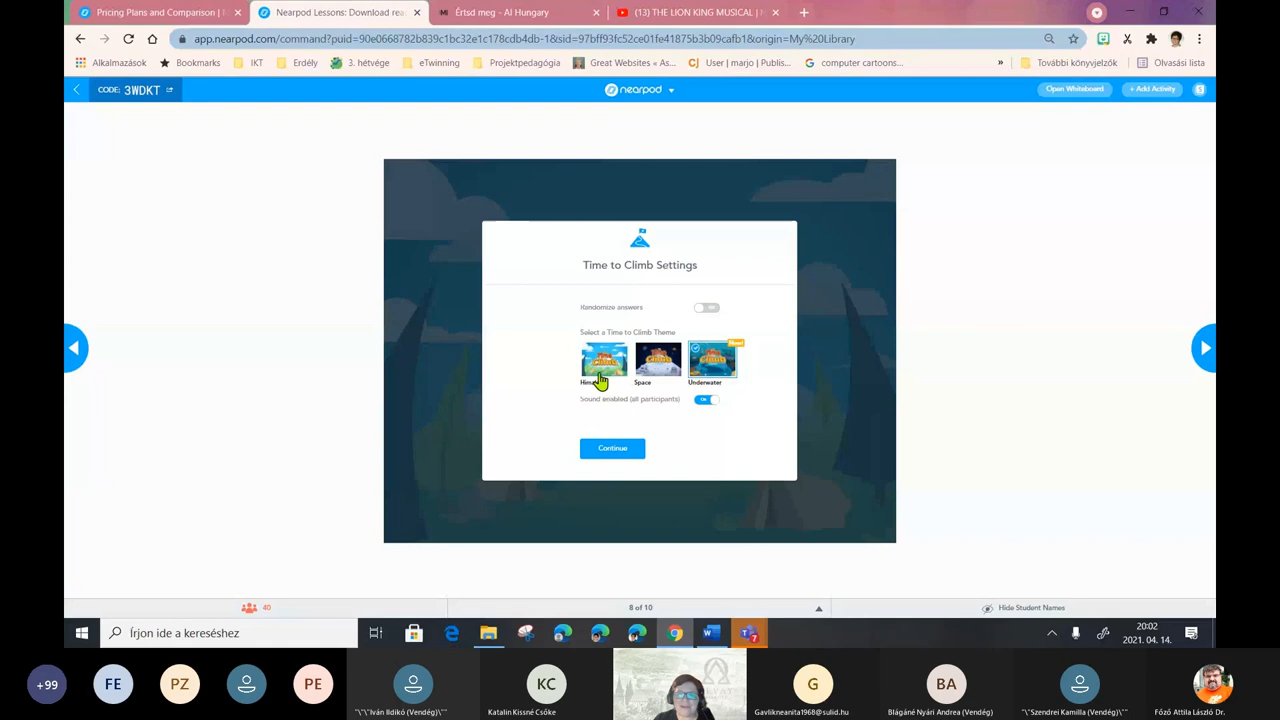 Pricing Plans and Comparison |
Nearpod Lessons: Download rea
Értsd meg - AI Hungary
(13) THE LION KING MUSICAL |
app.nearpod.com/command?puid=90e0668782b839c1bc32e1c178cdb4db-1&sid=97bff93fc52ce01fe41875b3b09cafb1&origin=My%20Library
Alkalmazások
Bookmarks
IKT
Erdély
3. hétvége
eTwinning
Projektpedagógia
Great Websites « As...
User | marjo | Publis...
computer cartoons...
»
További könyvjelzők
Olvasási lista
CODE: 3WDKT
nearpod
Open Whiteboard
+ Add Activity
Time to Climb Settings
Randomize answers
Select a Time to Climb Theme
New!
Space
Underwater
Sound enabled (all participants)
On
Continue
40
8 of 10
Hide Student Names
Írjon ide a kereséshez
7
20:02
2021. 04. 14.
+99
FE
PZ
PE
KC
G
BA
"\"\"Iván Ildikó (Vendég)\""
Katalin Kissné Csőke
Gavlikneanita1968@sulid.hu
Blágáné Nyári Andrea (Vendég)
"\"Szendrei Kamilla (Vendég)\""
Főző Attila László Dr.